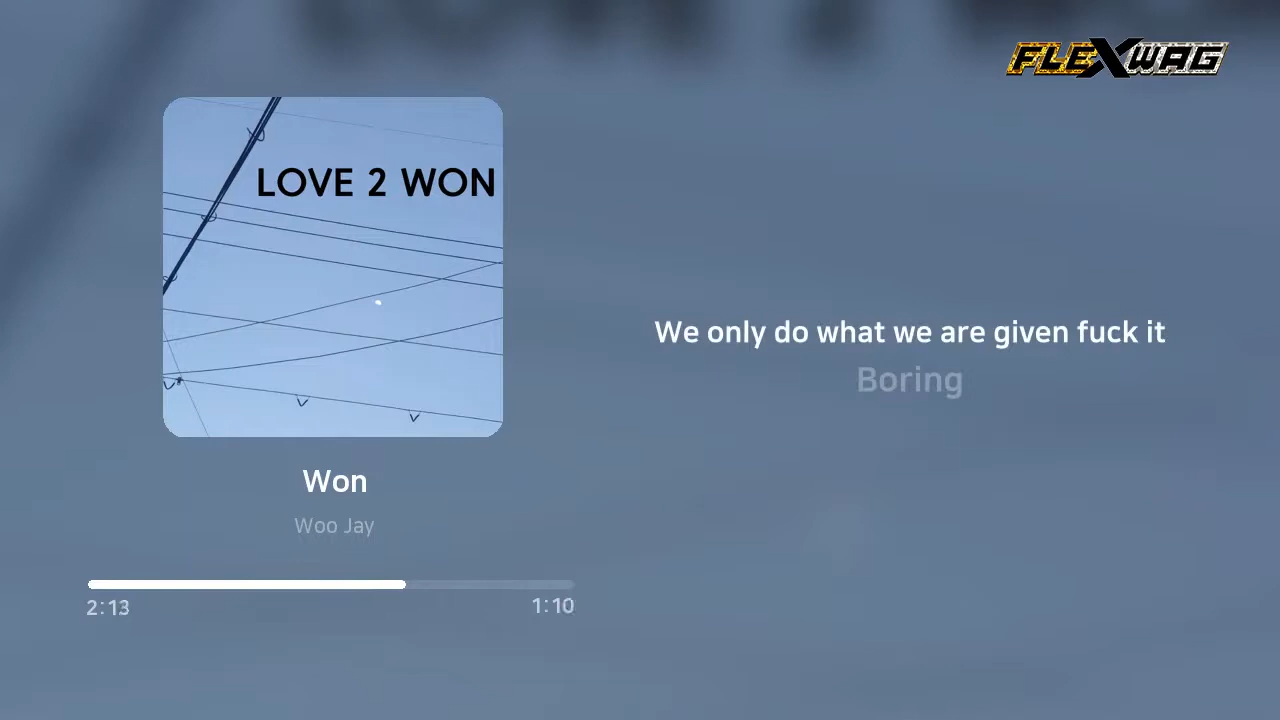 FLEXWAG
LOVE 2 WON
We only do what we are given fuck it
Boring
Won
Woo Jay
2:13
1:10